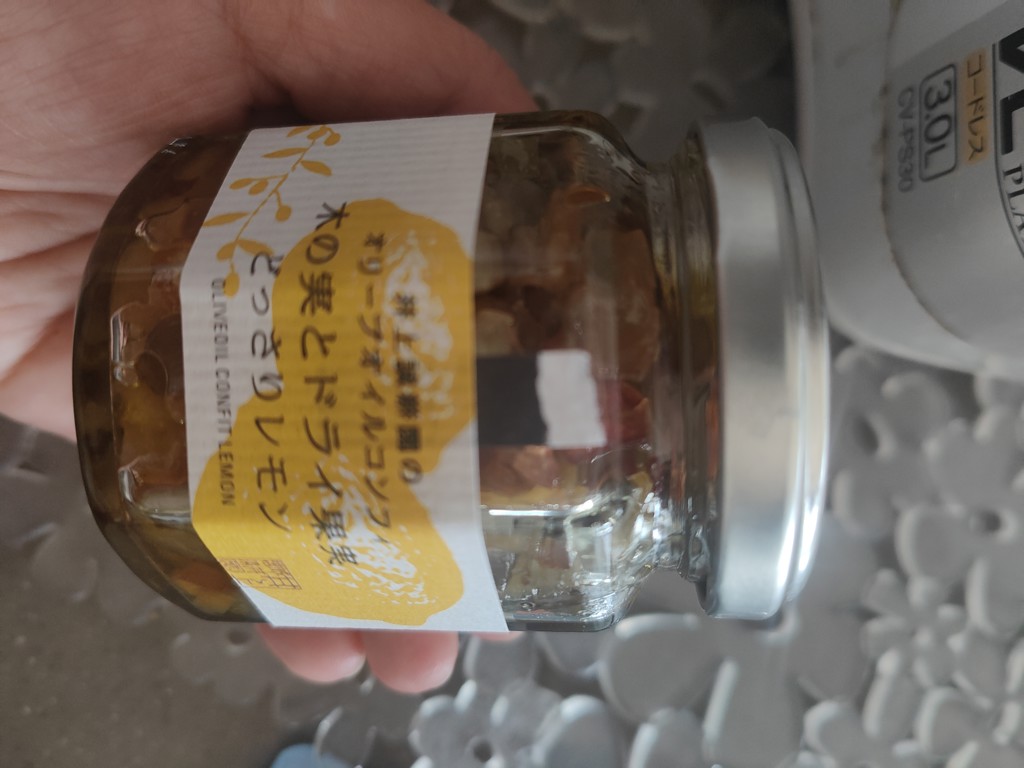 井上誠耕園の
オリーブオイルコンフィ
木の実とドライ果実
どっさりレモン
OLIVEOIL CONFIT LEMON
コードレス
3.0L
CV-PS30